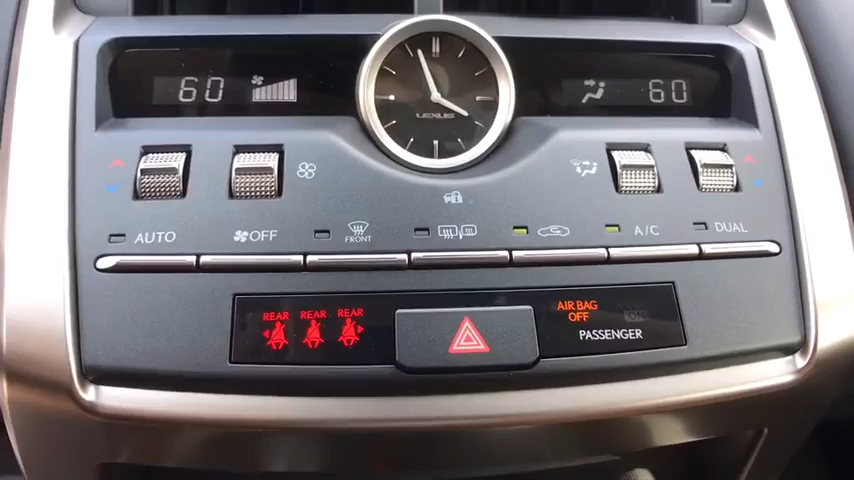 60
60
LEXUS
AUTO
OFF
FRONT
A/C
DUAL
REAR REAR REAR
AIR BAG
OFF
ON
PASSENGER